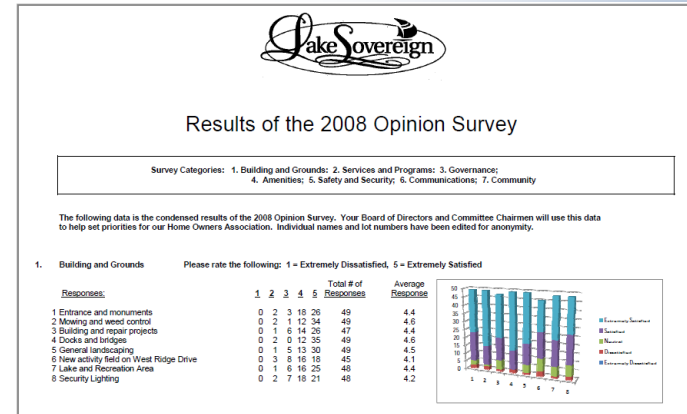 Lake Sovereign
Results of the 2008 Opinion Survey
Survey Categories: 1. Building and Grounds: 2. Services and Programs: 3. Governance;
4. Amenities; 5. Safety and Security; 6. Communications; 7. Community
The following data is the condensed results of the 2008 Opinion Survey. Your Board of Directors and Committee Chairmen will use this data
to help set priorities for our Home Owners Association. Individual names and lot numbers have been edited for anonymity.
1. Building and Grounds Please rate the following: 1 = Extremely Dissatisfied, 5 = Extremely Satisfied
Total # of Average
Responses: 1 2 3 4 5 Responses Response
1 Entrance and monuments 0 2 3 18 26 49 4.4
2 Mowing and weed control 0 2 1 12 34 49 4.6
3 Building and repair projects 0 1 6 14 26 47 4.4
4 Docks and bridges 0 2 0 12 35 49 4.6
5 General landscaping 0 1 5 13 30 49 4.5
6 New activity field on West Ridge Drive 0 3 8 16 18 45 4.1
7 Lake and Recreation Area 0 1 6 16 25 48 4.4
8 Security Lighting 0 2 7 18 21 48 4.2
50
45
40
35
30
25
20
15
10
5
0
1 2 3 4 5 6 7 8
Extremely Satisfied
Satisfied
Neutral
Dissatisfied
Extremely Dissatisfied